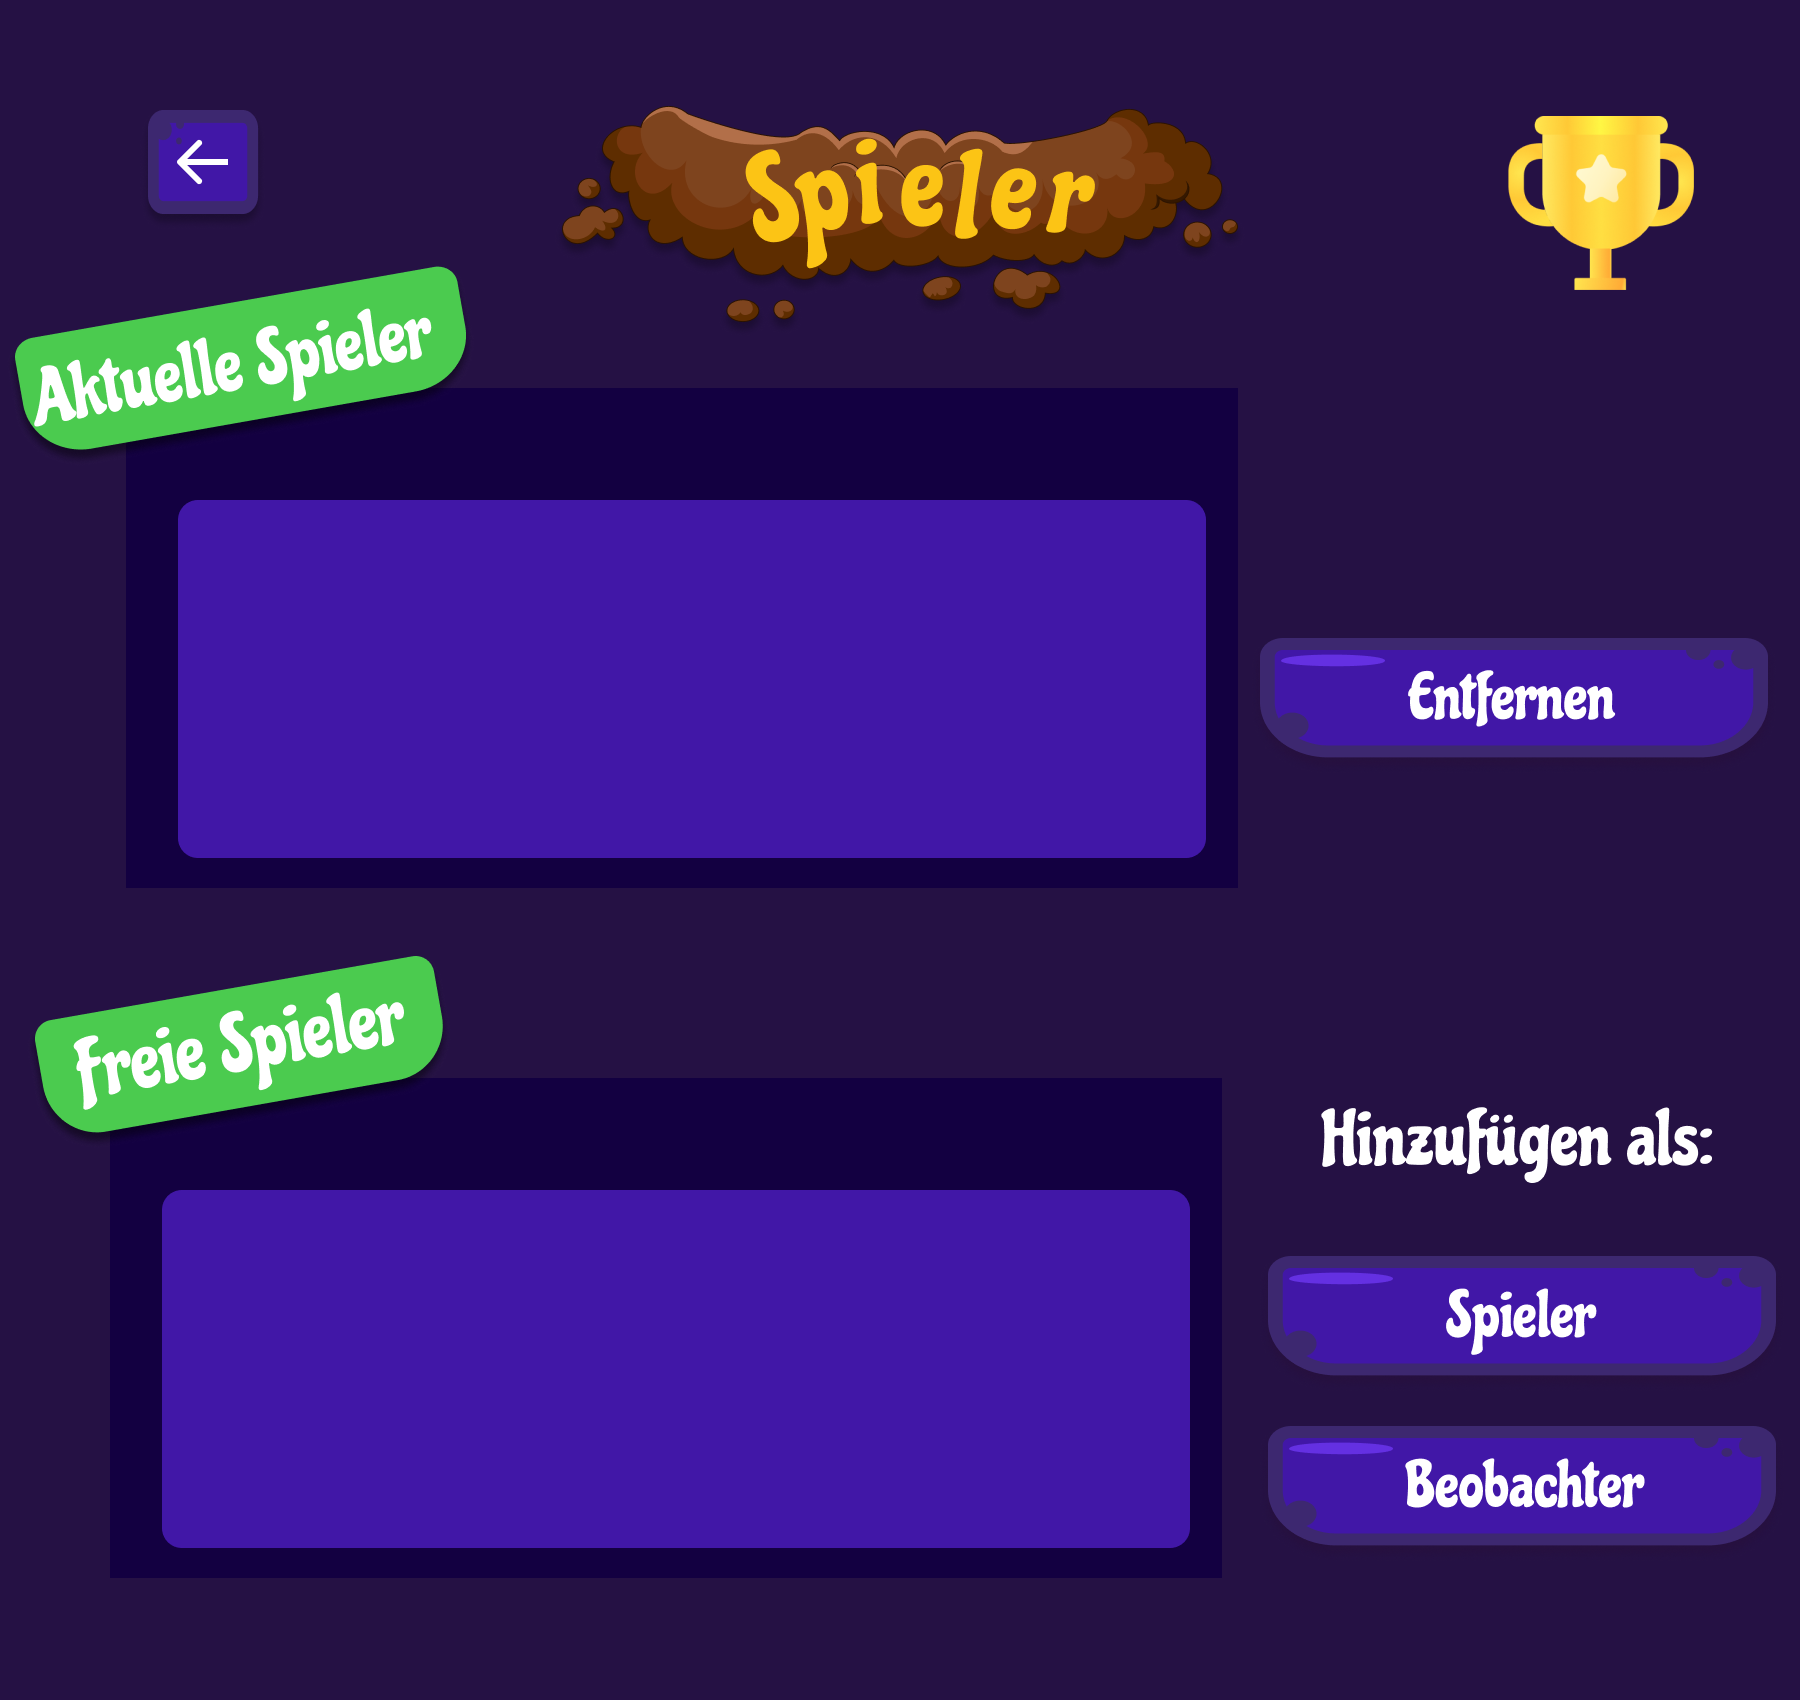 Spieler
Aktuelle Spieler
Entfernen
Freie Spieler
Hinzufügen als:
Spieler
Beobachter